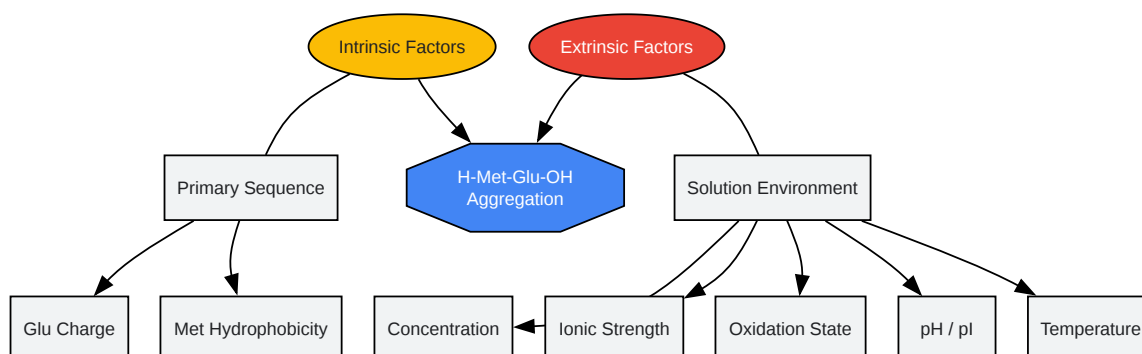 Intrinsic Factors
Extrinsic Factors
Primary Sequence
H-Met-Glu-OH
Aggregation
Solution Environment
Glu Charge
Met Hydrophobicity
Concentration
Ionic Strength
Oxidation State
pH / pI
Temperature